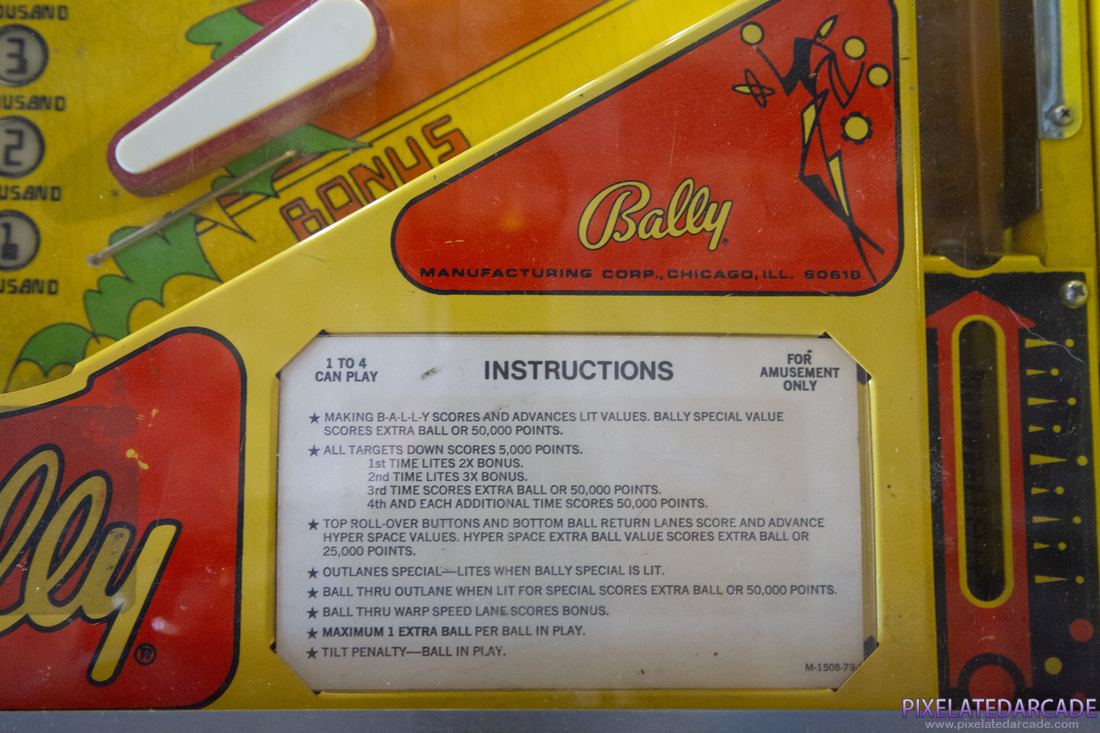 3
2
USAND
1
USAND
BONUS
Bally
MANUFACTURING CORP., CHICAGO, ILL. 60618
1 TO 4
CAN PLAY
INSTRUCTIONS
FOR
AMUSEMENT
ONLY
★ MAKING B-A-L-L-Y SCORES AND ADVANCES LIT VALUES. BALLY SPECIAL VALUE
SCORES EXTRA BALL OR 50,000 POINTS.
★ ALL TARGETS DOWN SCORES 5,000 POINTS.
1st TIME LITES 2X BONUS.
2nd TIME LITES 3X BONUS.
3rd TIME SCORES EXTRA BALL OR 50,000 POINTS.
4th AND EACH ADDITIONAL TIME SCORES 50,000 POINTS.
★ TOP ROLL-OVER BUTTONS AND BOTTOM BALL RETURN LANES SCORE AND ADVANCE
HYPER SPACE VALUES. HYPER SPACE EXTRA BALL VALUE SCORES EXTRA BALL OR
25,000 POINTS.
★ OUTLANES SPECIAL—LITES WHEN BALLY SPECIAL IS LIT.
★ BALL THRU OUTLANE WHEN LIT FOR SPECIAL SCORES EXTRA BALL OR 50,000 POINTS.
★ BALL THRU WARP SPEED LANE SCORES BONUS.
★ MAXIMUM 1 EXTRA BALL PER BALL IN PLAY.
★ TILT PENALTY—BALL IN PLAY.
M-1508-79
lly ®
PIXELATEDARCADE
www.pixelatedarcade.com